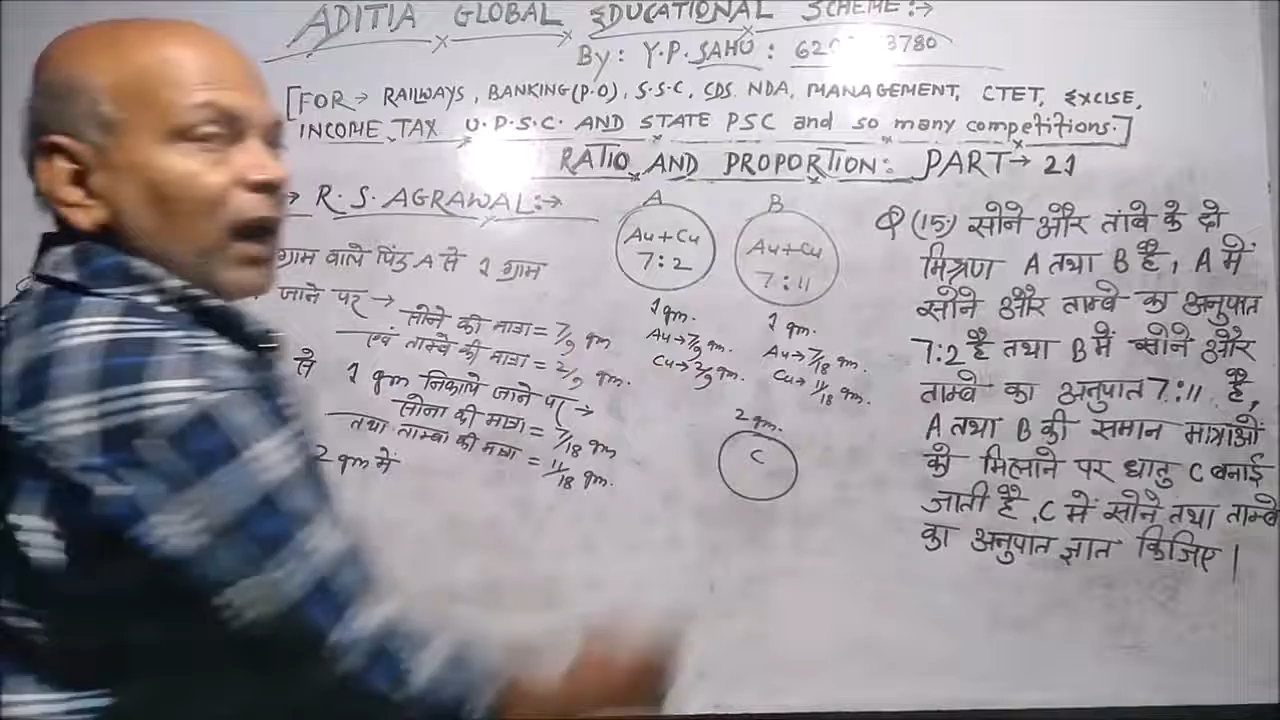 ADITIA GLOBAL EDUCATIONAL SCHEME:→
By: Y.P. SAHU: 62 3780
[FOR → RAILWAYS, BANKING(P.O), S.S.C, CDS, NDA, MANAGEMENT, CTET, EXCISE,
INCOME TAX U.P.S.C. AND STATE PSC and so many competitions.]
RATIO AND PROPORTION: PART → 21
→ R.S. AGRAWAL:→
ग्राम वाले पिंड A से 1 ग्राम
जाने पर →
सोने की मात्रा = 7/9 gm
एवं ताम्बे की मात्रा = 2/9 gm.
से 1 gm निकाले जाने पर →
सोना की मात्रा = 7/18 gm
तथा ताम्बा की मात्रा = 11/18 gm.
2 gm में
A
Au+Cu
7:2
1 gm.
Au→7/9 gm.
Cu→2/9 gm.
B
Au+Cu
7:11
1 gm.
Au→7/18 gm.
Cu→11/18 gm.
2 gm.
C
Q (15) सोने और तांबे के दो
मिश्रण A तथा B है, A में
सोने और ताम्बे का अनुपात
7:2 है तथा B में सोने और
ताम्बे का अनुपात 7:11 है,
A तथा B की समान मात्राओं
को मिलाने पर धातु C बनाई
जाती है, C में सोने तथा ताम्बे
का अनुपात ज्ञात किजिए।